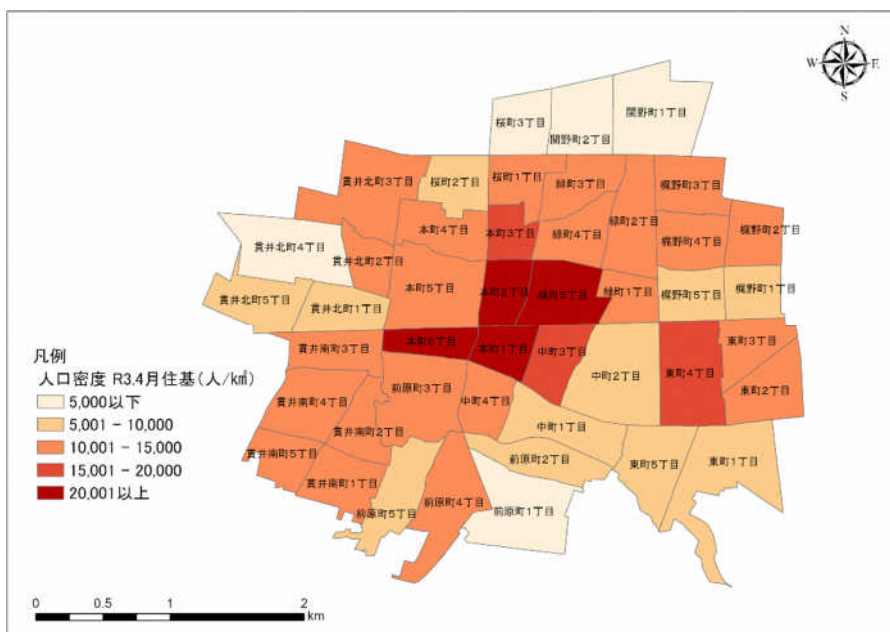 N
W E
S
関野町1丁目
桜町3丁目
関野町2丁目
貫井北町3丁目
桜町2丁目
桜町1丁目
緑町3丁目
梶野町3丁目
緑町2丁目
本町4丁目
本町3丁目
緑町4丁目
梶野町4丁目
梶野町2丁目
貫井北町4丁目
貫井北町2丁目
本町5丁目
本町2丁目
緑町5丁目
緑町1丁目
梶野町5丁目
梶野町1丁目
貫井北町5丁目
貫井北町1丁目
貫井南町3丁目
本町6丁目
本町1丁目
中町3丁目
東町3丁目
凡例
人口密度 R3.4月住基(人/k㎡)
5,000以下
5,001 - 10,000
10,001 - 15,000
15,001 - 20,000
20,001以上
前原町3丁目
中町2丁目
東町4丁目
東町2丁目
貫井南町4丁目
中町4丁目
貫井南町2丁目
中町1丁目
貫井南町5丁目
前原町2丁目
東町5丁目
東町1丁目
貫井南町1丁目
前原町4丁目
前原町5丁目
前原町1丁目
0 0.5 1 2
km